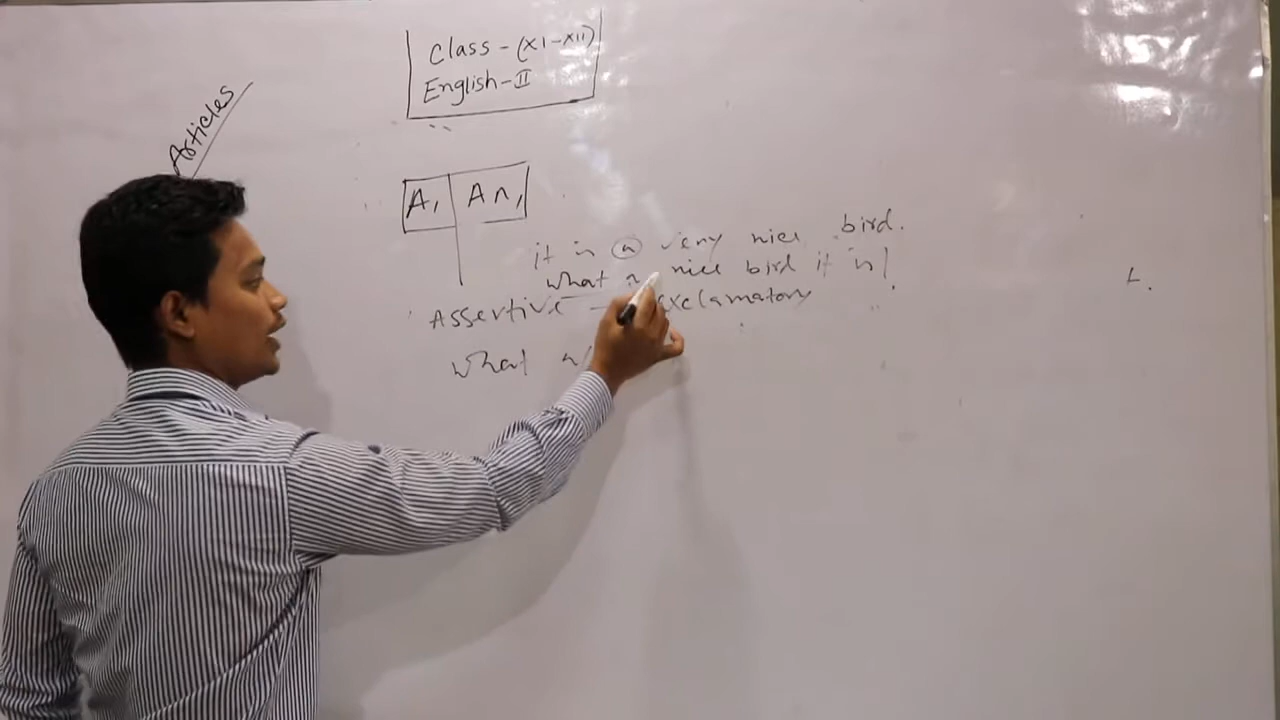 Class - (XI-XII)
English-II
Articles
A, An,
it is a very nice bird.
what a nice bird it is!
Assertive - exclamatory
what a